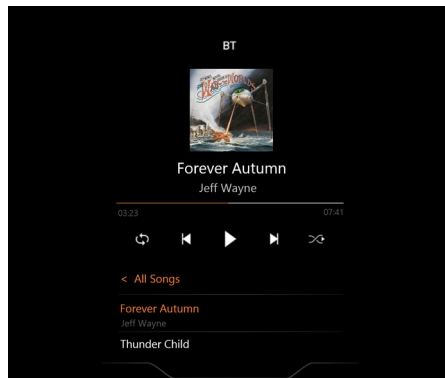 BT
Forever Autumn
Jeff Wayne
03:23
07:41
< All Songs
Forever Autumn
Jeff Wayne
Thunder Child